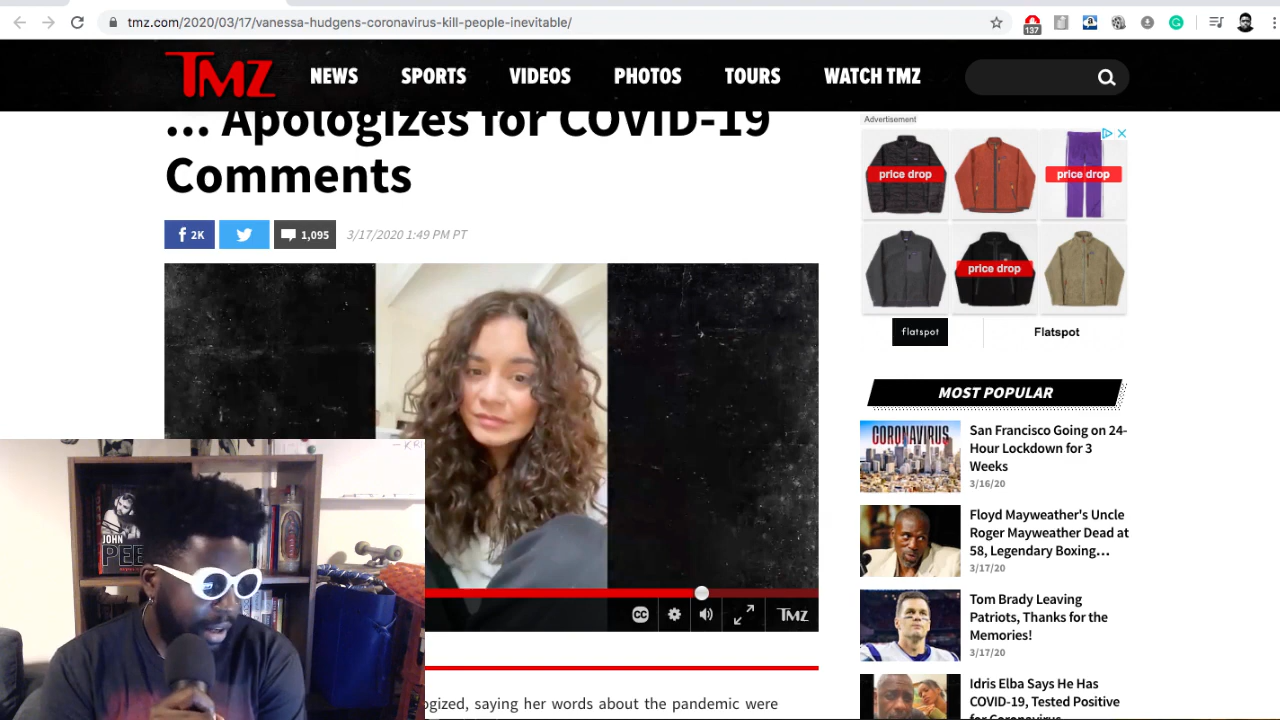 tmz.com/2020/03/17/vanessa-hudgens-coronavirus-kill-people-inevitable/
197
TMZ
NEWS
SPORTS
VIDEOS
PHOTOS
TOURS
WATCH TMZ
... Apologizes for COVID-19
Comments
2K
1,095
3/17/2020 1:49 PM PT
Advertisement
price drop
price drop
price drop
flatspot
Flatspot
MOST POPULAR
CORONAVIRUS
San Francisco Going on 24-
Hour Lockdown for 3
Weeks
3/16/20
Floyd Mayweather's Uncle
Roger Mayweather Dead at
58, Legendary Boxing...
3/17/20
Tom Brady Leaving
Patriots, Thanks for the
Memories!
3/17/20
Idris Elba Says He Has
COVID-19, Tested Positive
for Coronavirus
JOHN
PEE
CC
TMZ
ogized, saying her words about the pandemic were